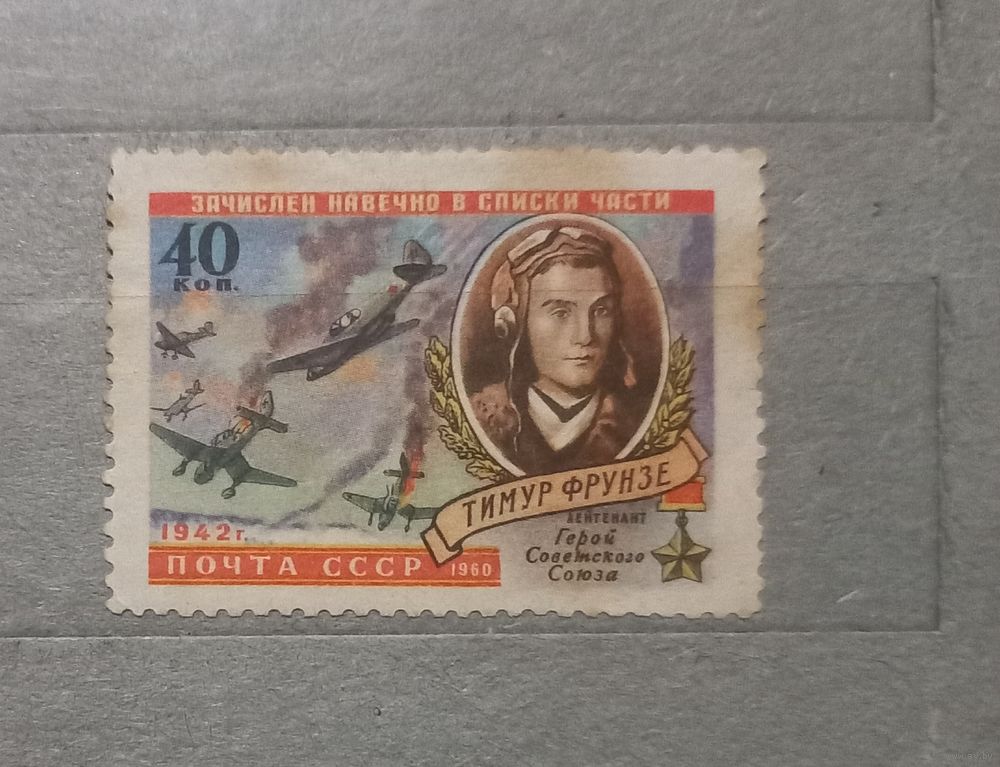 ЗАЧИСЛЕН НАВЕЧНО В СПИСКИ ЧАСТИ
40
коп.
ТИМУР ФРУНЗЕ
ЛЕЙТЕНАНТ
Герой
Советского
Союза
1942г.
ПОЧТА СССР 1960